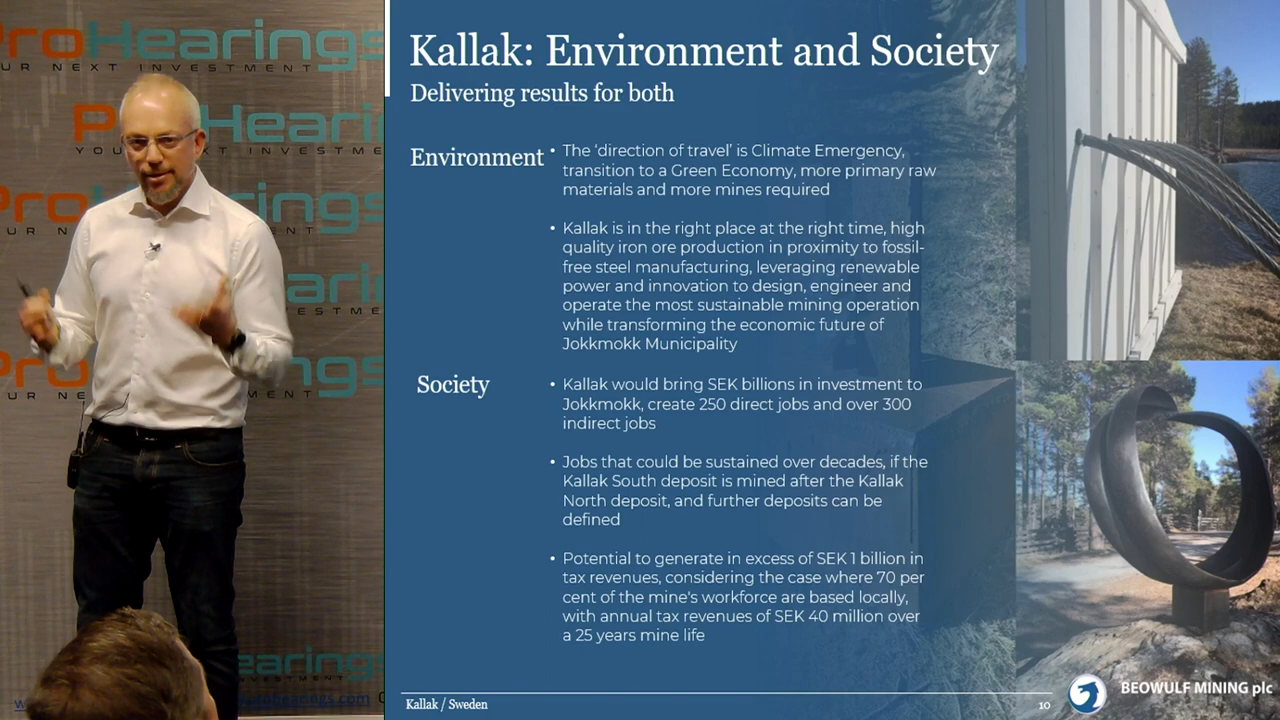 ProHearings
OUR NEXT INVESTMENT
Kallak: Environment and Society
Delivering results for both
Environment
• The ‘direction of travel’ is Climate Emergency,
transition to a Green Economy, more primary raw
materials and more mines required
• Kallak is in the right place at the right time, high
quality iron ore production in proximity to fossil-
free steel manufacturing, leveraging renewable
power and innovation to design, engineer and
operate the most sustainable mining operation
while transforming the economic future of
Jokkmokk Municipality
Society
• Kallak would bring SEK billions in investment to
Jokkmokk, create 250 direct jobs and over 300
indirect jobs
• Jobs that could be sustained over decades, if the
Kallak South deposit is mined after the Kallak
North deposit, and further deposits can be
defined
• Potential to generate in excess of SEK 1 billion in
tax revenues, considering the case where 70 per
cent of the mine's workforce are based locally,
with annual tax revenues of SEK 40 million over
a 25 years mine life
Kallak / Sweden
10
BEOWULF MINING plc